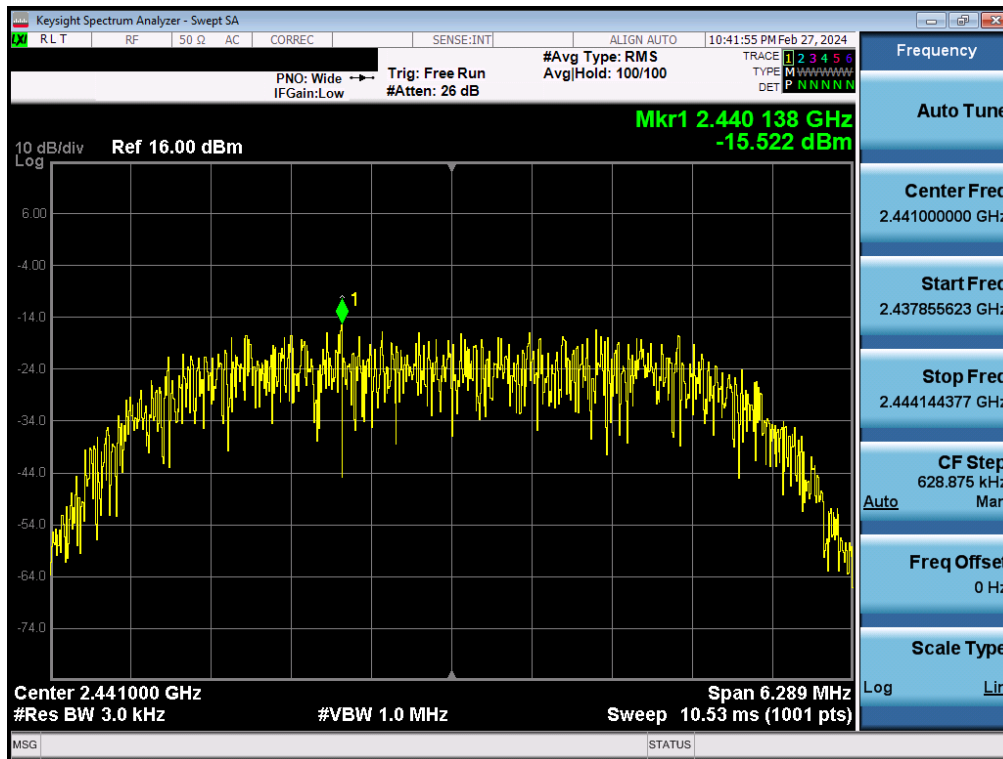 Keysight Spectrum Analyzer - Swept SA
LXI RLT RF 50 Ω AC CORREC SENSE:INT ALIGN AUTO 10:41:55 PM Feb 27, 2024
PNO: Wide
IFGain:Low
Trig: Free Run
#Atten: 26 dB
#Avg Type: RMS
Avg|Hold: 100/100
TRACE 1 2 3 4 5 6
TYPE M WWWWW
DET P N N N N N
Mkr1 2.440 138 GHz
-15.522 dBm
10 dB/div Ref 16.00 dBm
Log
6.00
-4.00
1
-14.0
-24.0
-34.0
-44.0
-54.0
-64.0
-74.0
Center 2.441000 GHz Span 6.289 MHz
#Res BW 3.0 kHz #VBW 1.0 MHz Sweep 10.53 ms (1001 pts)
MSG STATUS
Frequency
Auto Tune
Center Freq
2.441000000 GHz
Start Freq
2.437855623 GHz
Stop Freq
2.444144377 GHz
CF Step
628.875 kHz
Auto Man
Freq Offset
0 Hz
Scale Type
Log Lin